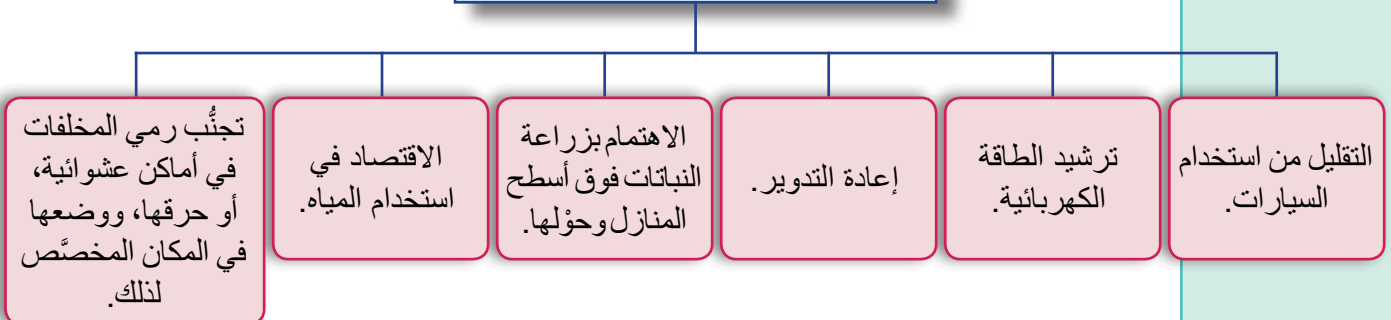 التقليل من استخدام
السيارات.
ترشيد الطاقة
الكهربائية.
إعادة التدوير.
الاهتمام بزراعة
النباتات فوق أسطح
المنازل وحوْلها.
الاقتصاد في
استخدام المياه.
تجنُّب رمي المخلفات
في أماكن عشوائية،
أو حرقها، ووضعها
في المكان المخصَّص
لذلك.